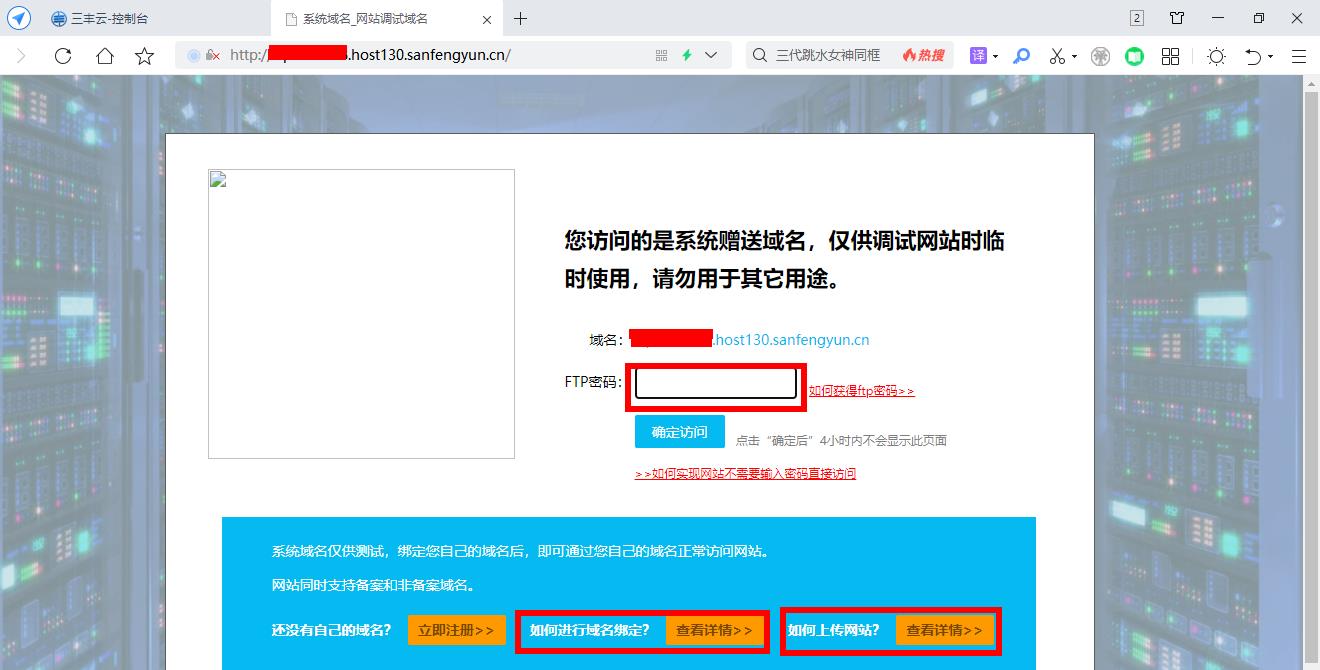 三丰云-控制台
系统域名_网站调试域名
2
http:/
.host130.sanfengyun.cn/
三代跳水女神同框
热搜
译
您访问的是系统赠送域名，仅供调试网站时临
时使用，请勿用于其它用途。
域名：
.host130.sanfengyun.cn
FTP密码：
如何获得ftp密码>>
确定访问
点击“确定后”4小时内不会显示此页面
>>如何实现网站不需要输入密码直接访问
系统域名仅供测试，绑定您自己的域名后，即可通过您自己的域名正常访问网站。
网站同时支持备案和非备案域名。
还没有自己的域名？ 立即注册>> 如何进行域名绑定？ 查看详情>> 如何上传网站？ 查看详情>>